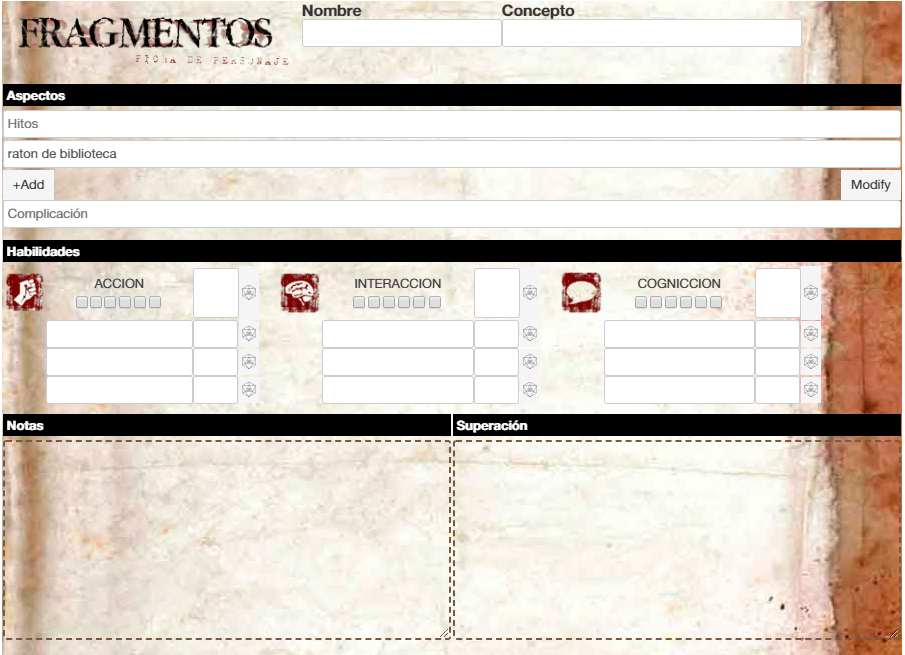 FRAGMENTOS
FICHA DE PERSONAJE
Nombre
Concepto
Aspectos
Hitos
raton de biblioteca
+Add
Modify
Complicación
Habilidades
ACCION
INTERACCION
COGNICCION
Notas
Superación